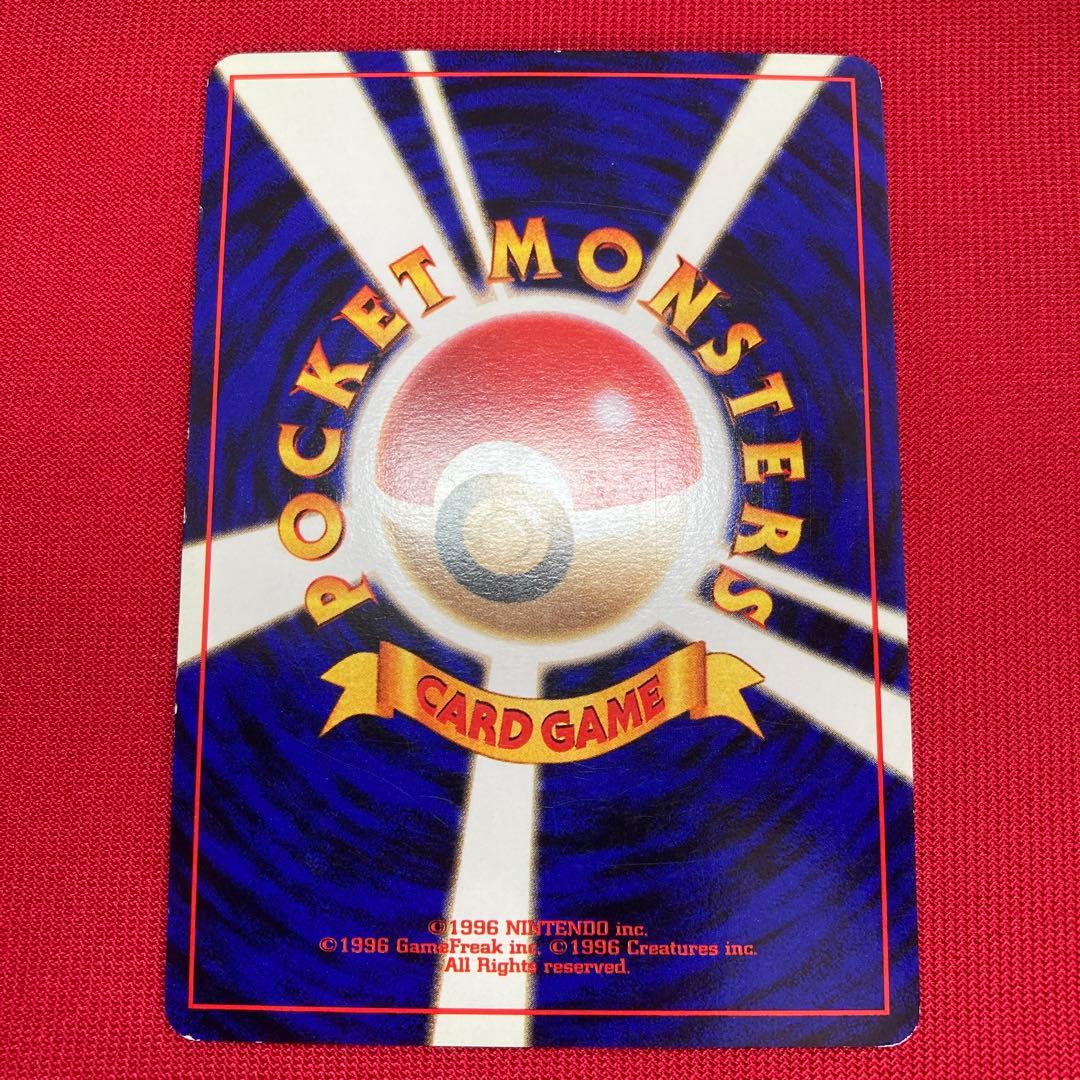 POCKET MONSTERS
CARD GAME
©1996 NINTENDO inc.
©1996 GameFreak inc. ©1996 Creatures inc.
All Rights reserved.